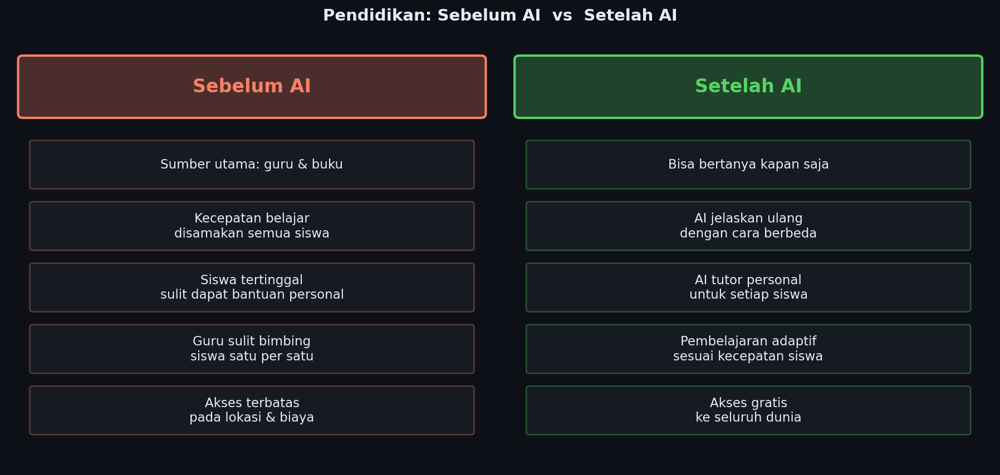 Pendidikan: Sebelum AI  vs  Setelah AI
Sebelum AI
Sumber utama: guru & buku
Kecepatan belajar
disamakan semua siswa
Siswa tertinggal
sulit dapat bantuan personal
Guru sulit bimbing
siswa satu per satu
Akses terbatas
pada lokasi & biaya
Setelah AI
Bisa bertanya kapan saja
AI jelaskan ulang
dengan cara berbeda
AI tutor personal
untuk setiap siswa
Pembelajaran adaptif
sesuai kecepatan siswa
Akses gratis
ke seluruh dunia